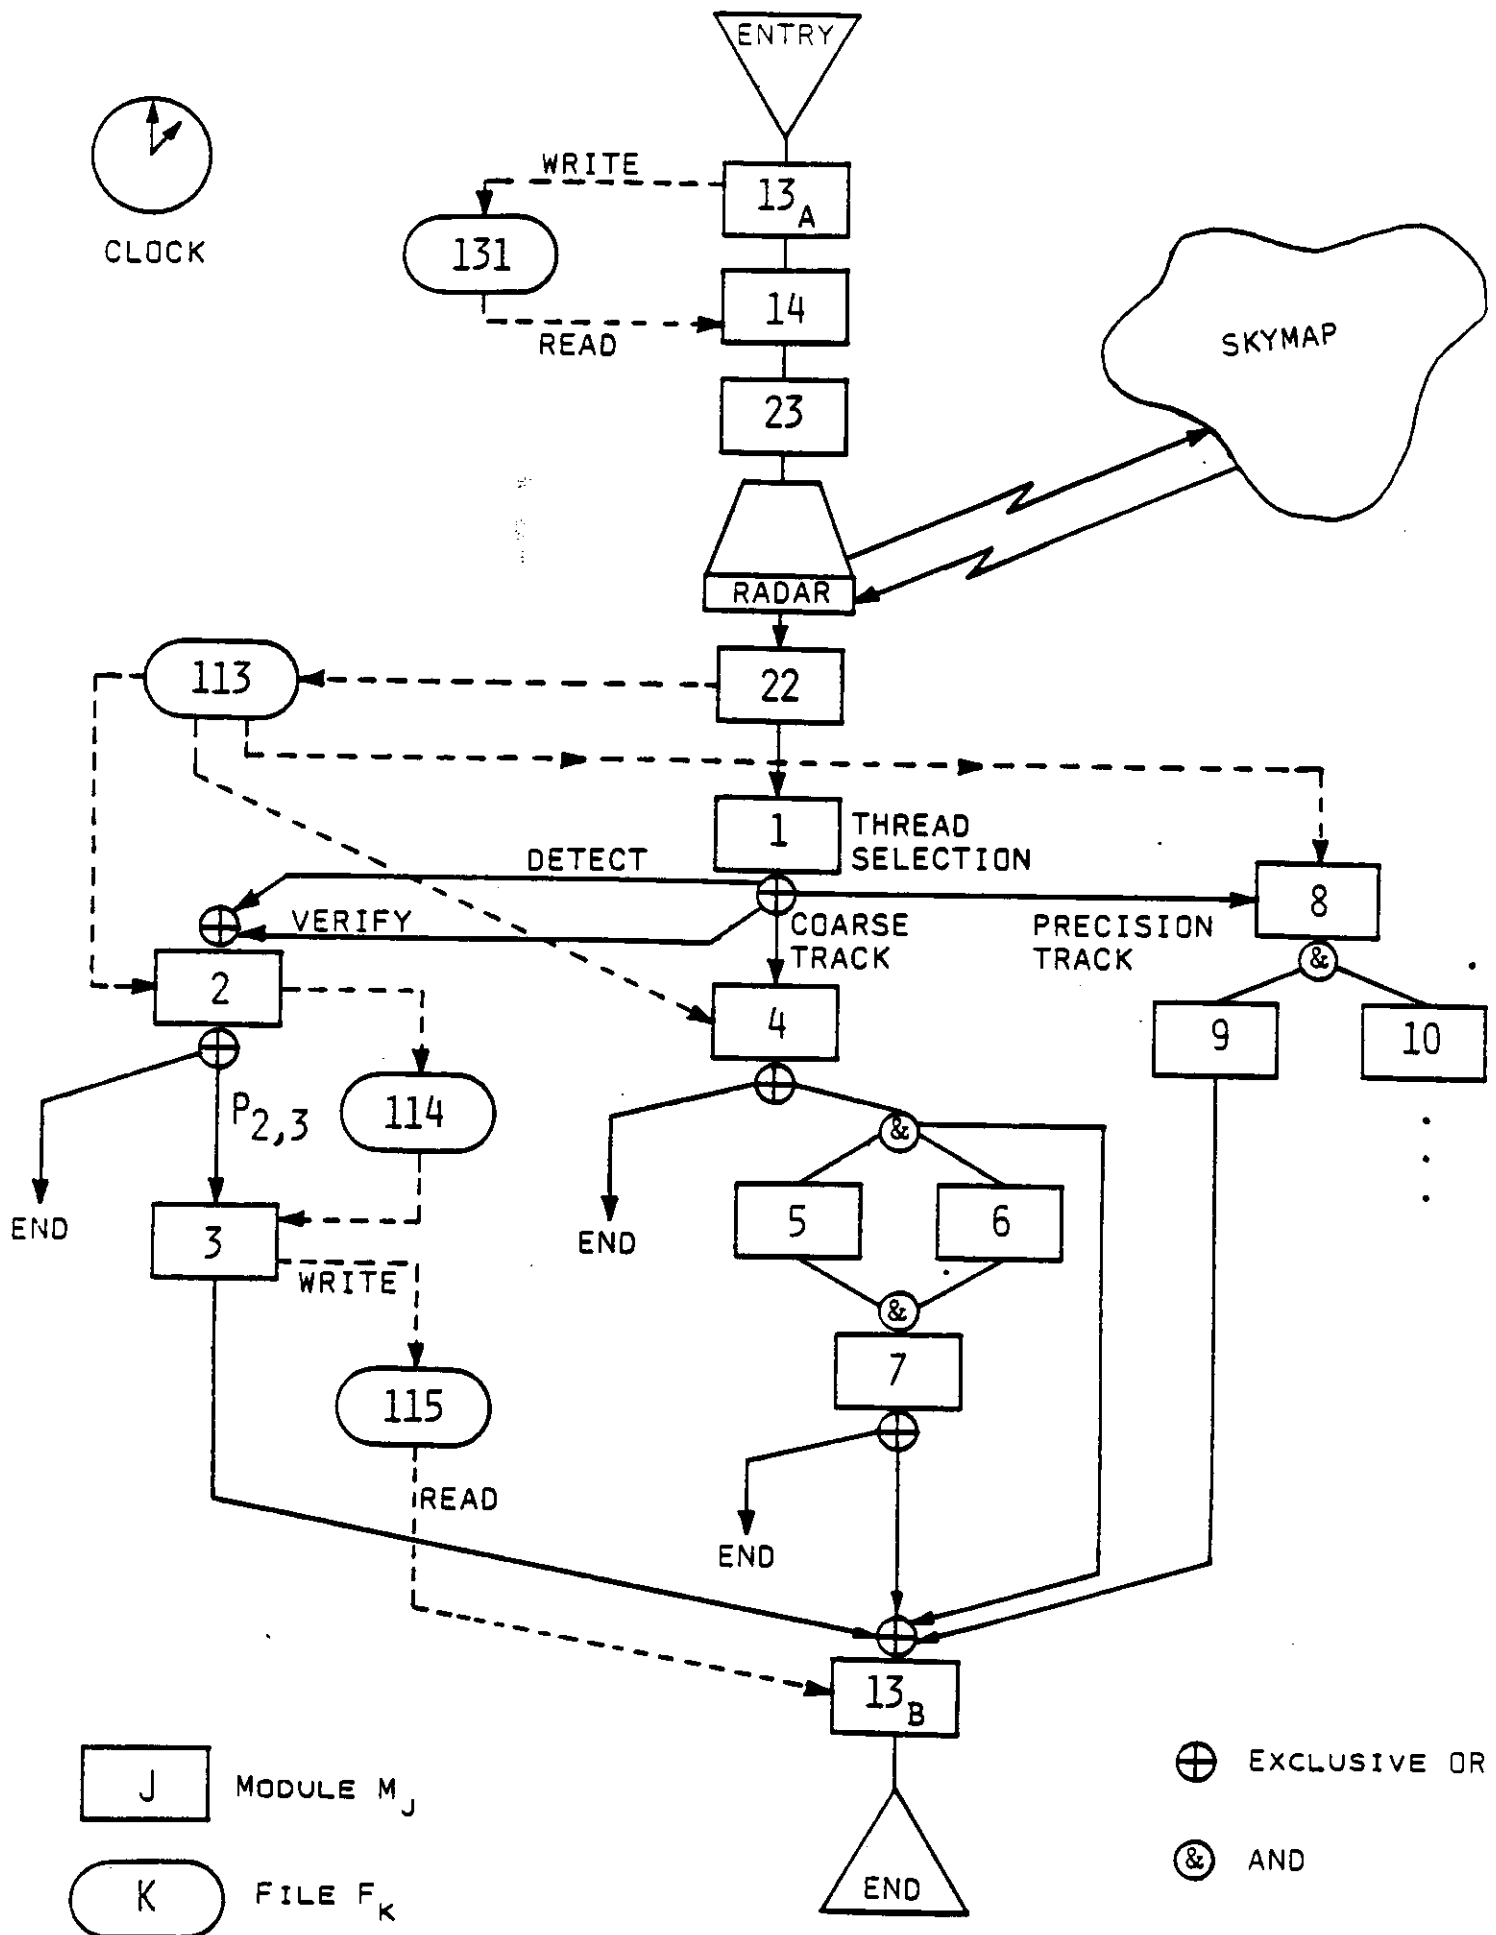 ENTRY
WRITE
13A
CLOCK
131
14
READ
SKYMAP
23
RADAR
113
22
1
THREAD
SELECTION
DETECT
8
VERIFY
COARSE
TRACK
PRECISION
TRACK
&
2
4
9
10
P2,3
114
&
END
3
END
5
6
WRITE
&
7
115
READ
END
13B
J
MODULE MJ
EXCLUSIVE OR
K
FILE FK
END
&
AND